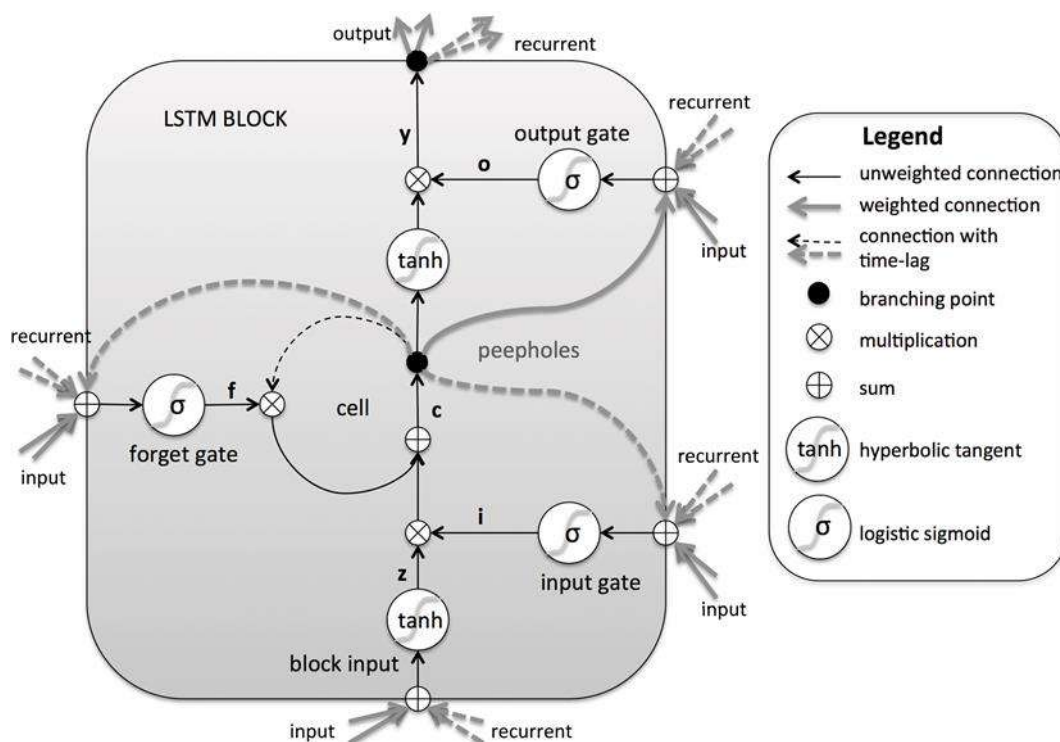 output
recurrent
LSTM BLOCK
y
output gate
recurrent
o
σ
input
tanh
recurrent
peepholes
f
σ
cell
c
forget gate
input
recurrent
i
σ
z
input gate
input
tanh
block input
input
recurrent
Legend
unweighted connection
weighted connection
connection with
time-lag
branching point
multiplication
sum
tanh
hyperbolic tangent
σ
logistic sigmoid